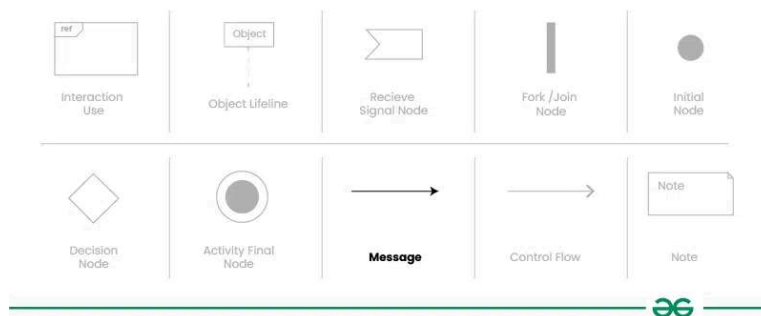 ref
Object
Interaction
Use
Object Lifeline
Recieve
Signal Node
Fork /Join
Node
Initial
Node
Note
Decision
Node
Activity Final
Node
Message
Control Flow
Note